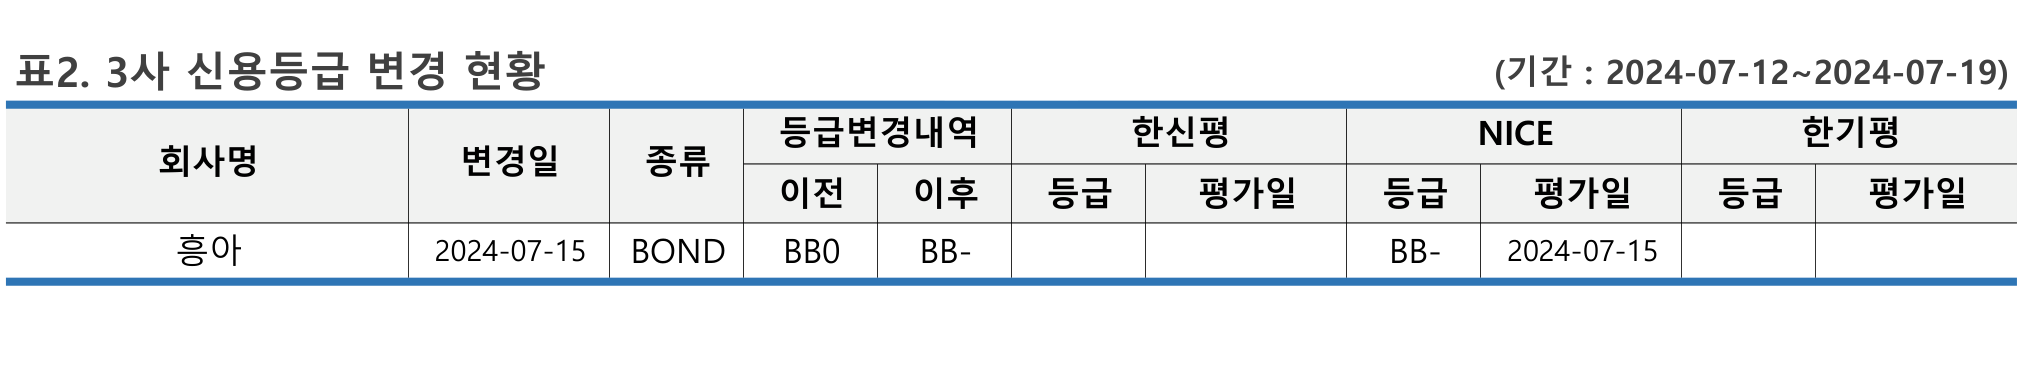 표2. 3사 신용등급 변경 현황 (기간 : 2024-07-12~2024-07-19)
회사명 변경일 종류 등급변경내역 한신평 NICE 한기평
이전 이후 등급 평가일 등급 평가일 등급 평가일
흥아 2024-07-15 BOND BB0 BB- BB- 2024-07-15